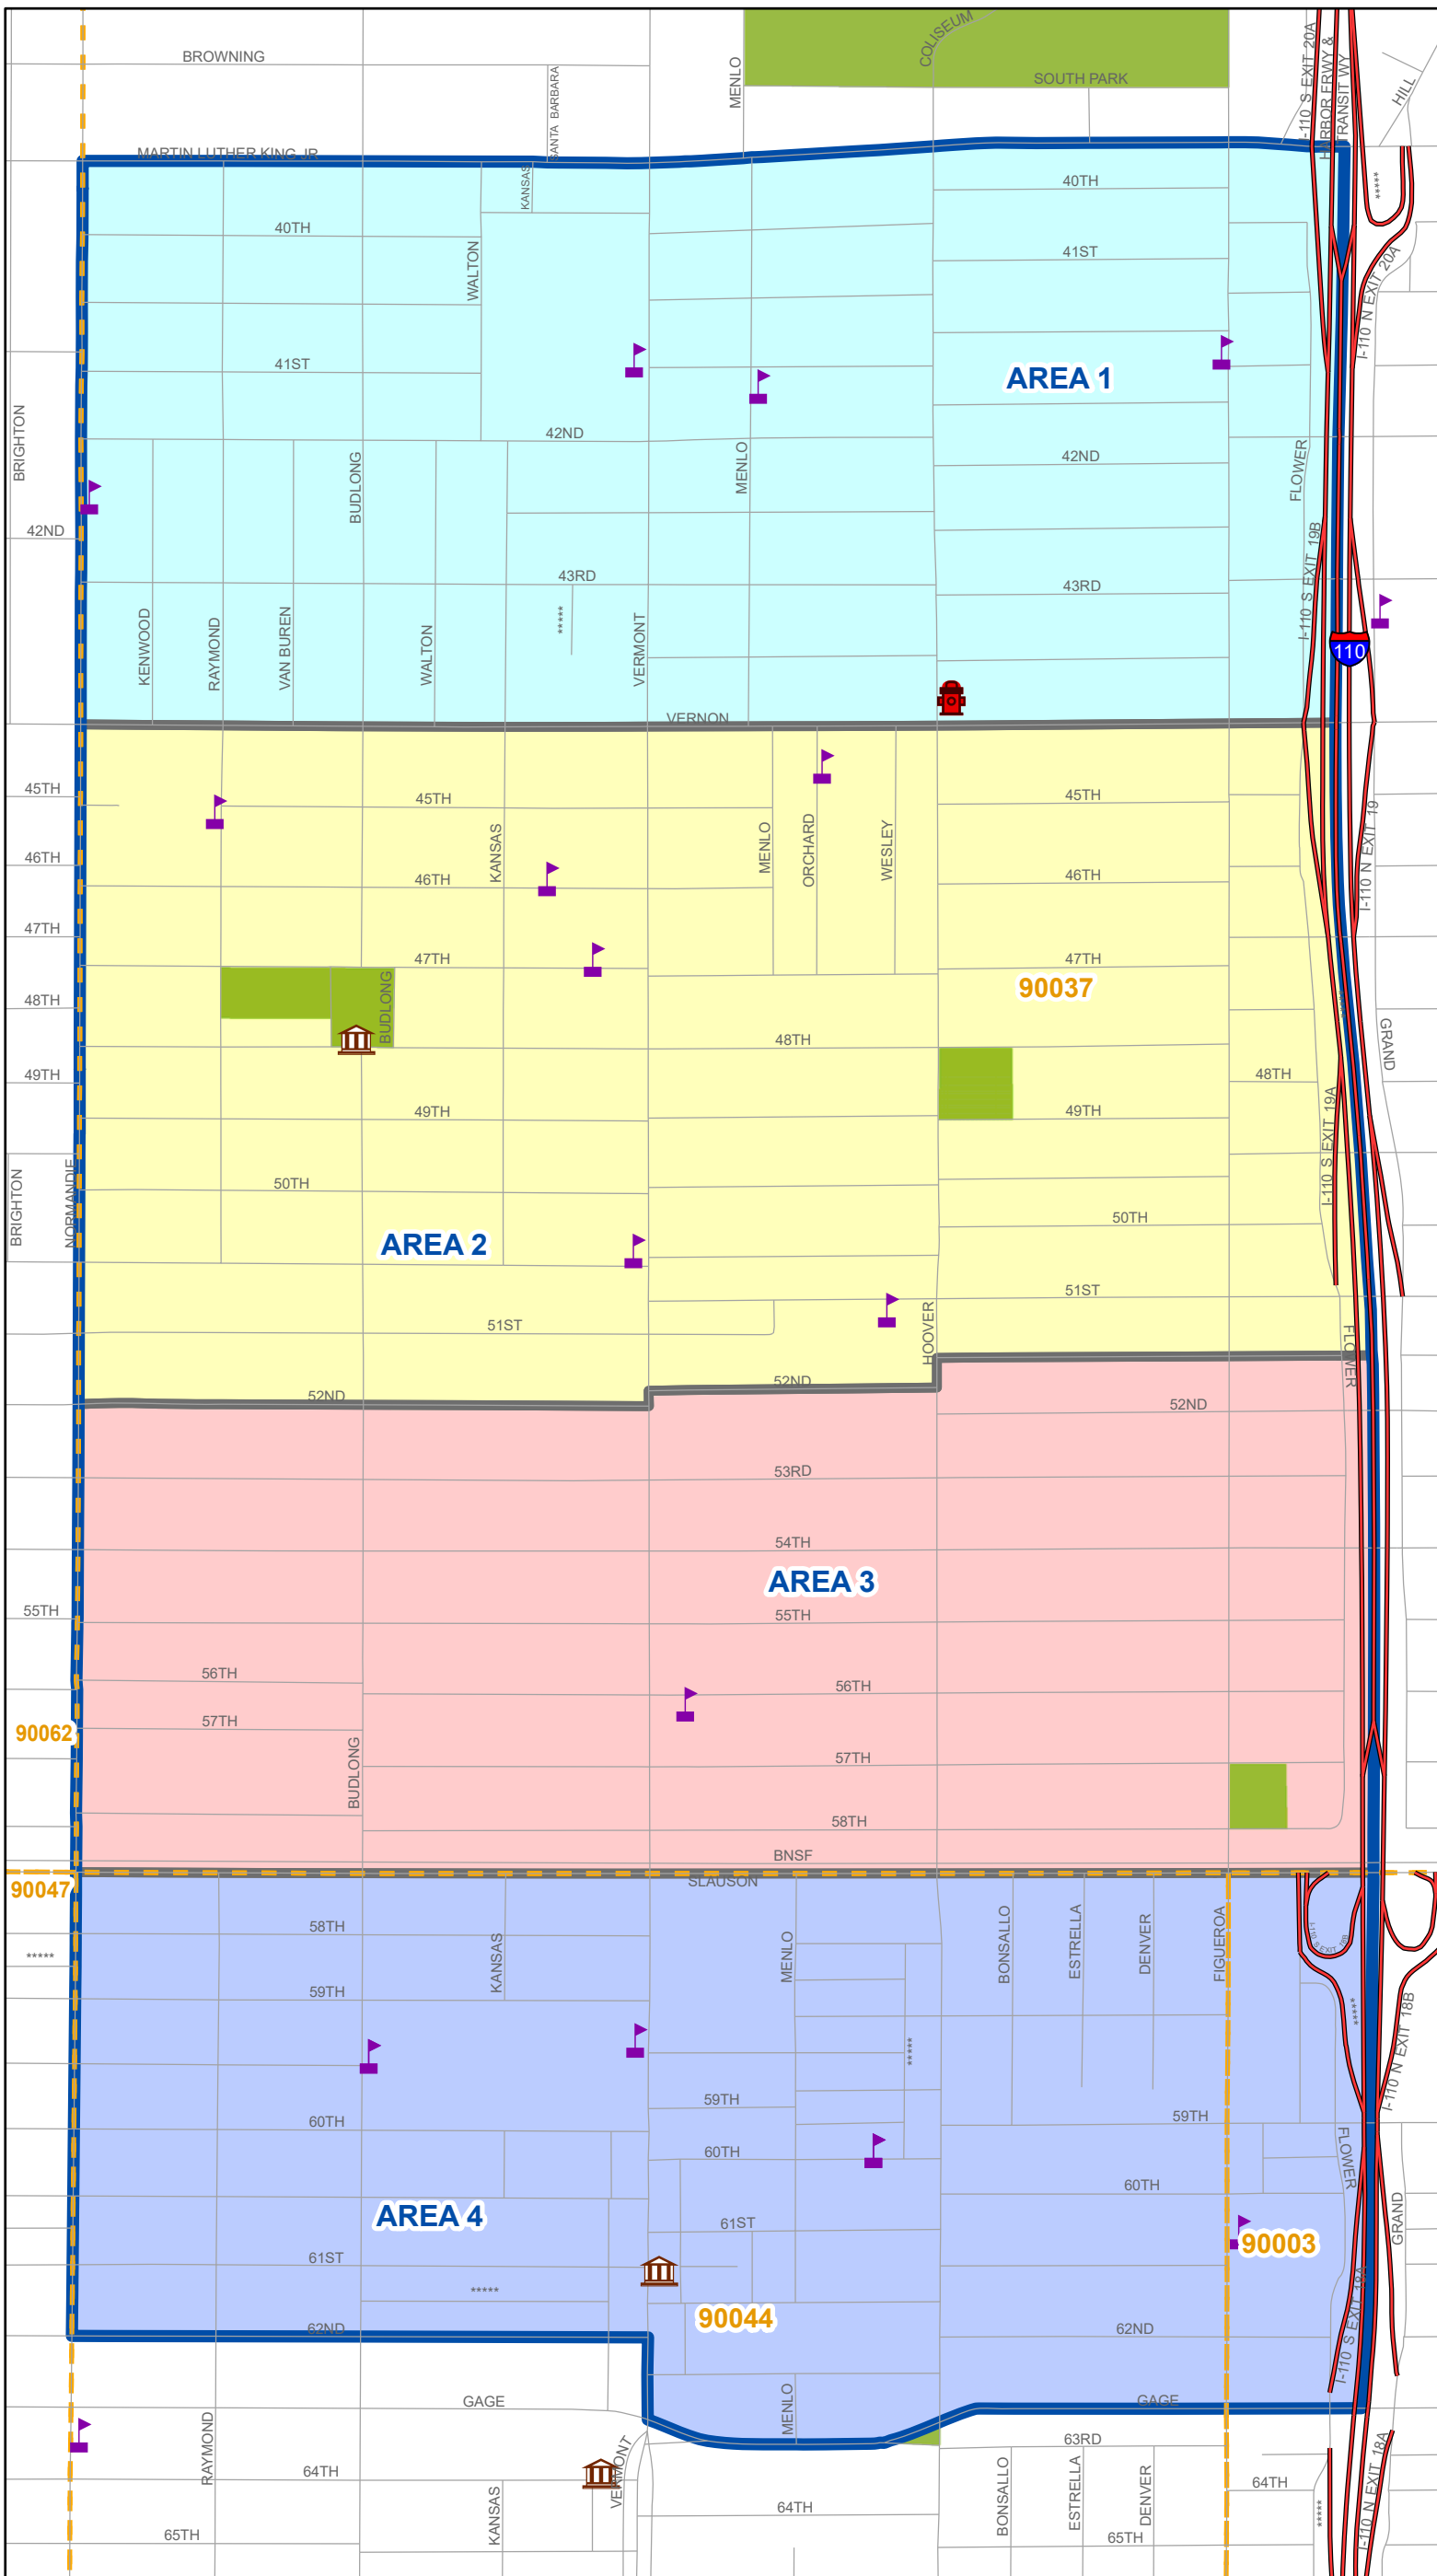 COLISEUM
BROWNING
SANTA BARBARA
MENLO
SOUTH PARK
I-110 S EXIT 20A
HARBOR FRWY &
TRANSIT WY
HILL
MARTIN LUTHER KING JR
KANSAS
40TH
*****
40TH
WALTON
41ST
I-110 N EXIT 20A
41ST
AREA 1
BRIGHTON
42ND
BUDLONG
MENLO
42ND
FLOWER
42ND
I-110 S EXIT 19B
43RD
43RD
KENWOOD
RAYMOND
VAN BUREN
WALTON
*****
VERMONT
110
VERNON
45TH
45TH
45TH
KANSAS
MENLO
ORCHARD
WESLEY
I-110 N EXIT 19
46TH
46TH
46TH
47TH
47TH
47TH
BUDLONG
90037
48TH
48TH
GRAND
49TH
48TH
49TH
49TH
I-110 S EXIT 19A
BRIGHTON
NORMANDIE
50TH
50TH
AREA 2
51ST
51ST
HOOVER
FLOWER
52ND
52ND
52ND
53RD
54TH
AREA 3
55TH
55TH
56TH
56TH
57TH
90062
57TH
BUDLONG
58TH
BNSF
90047
SLAUSON
58TH
KANSAS
MENLO
BONSALLO
ESTRELLA
DENVER
FIGUEROA
*****
59TH
*****
I-110 N EXIT 18B
*****
59TH
59TH
60TH
60TH
FLOWER
60TH
AREA 4
61ST
GRAND
90003
61ST
*****
I-110 S EXIT 18A
90044
62ND
62ND
GAGE
MENLO
GAGE
RAYMOND
VERMONT
63RD
I-110 N EXIT 18A
64TH
64TH
KANSAS
64TH
BONSALLO
ESTRELLA
DENVER
*****
65TH
65TH